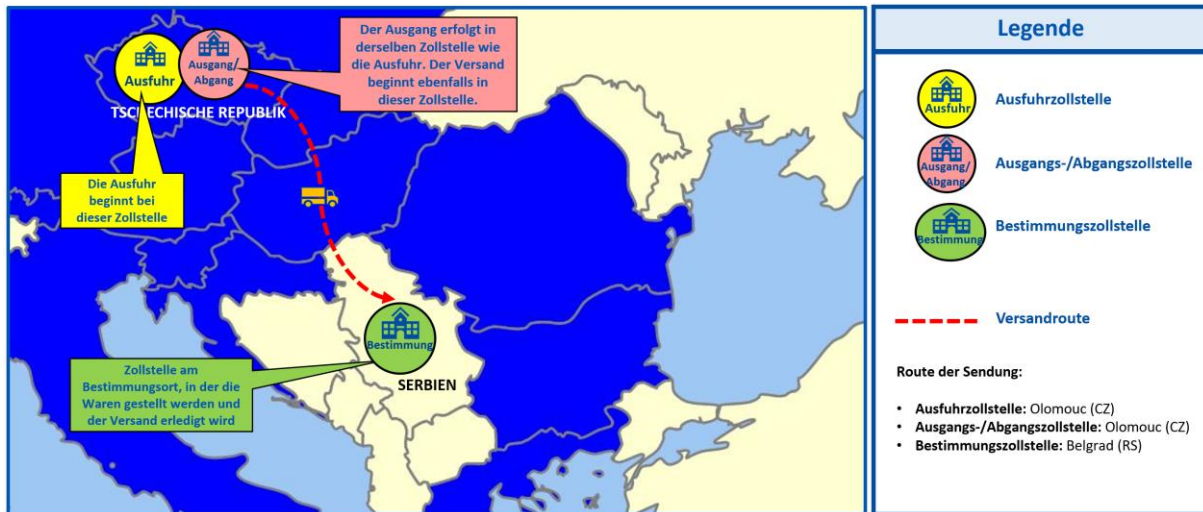 Ausfuhr
Ausgang/
Abgang
TSCHECHISCHE REPUBLIK
Der Ausgang erfolgt in
derselben Zollstelle wie
die Ausfuhr. Der Versand
beginnt ebenfalls in
dieser Zollstelle.
Die Ausfuhr
beginnt bei
dieser Zollstelle
Bestimmung
SERBIEN
Zollstelle am
Bestimmungsort, in der die
Waren gestellt werden und
der Versand erledigt wird
Legende
Ausfuhr
Ausfuhrzollstelle
Ausgang/
Abgang
Ausgangs-/Abgangszollstelle
Bestimmung
Bestimmungszollstelle
Versandroute
Route der Sendung:
• Ausfuhrzollstelle: Olomouc (CZ)
• Ausgangs-/Abgangszollstelle: Olomouc (CZ)
• Bestimmungszollstelle: Belgrad (RS)